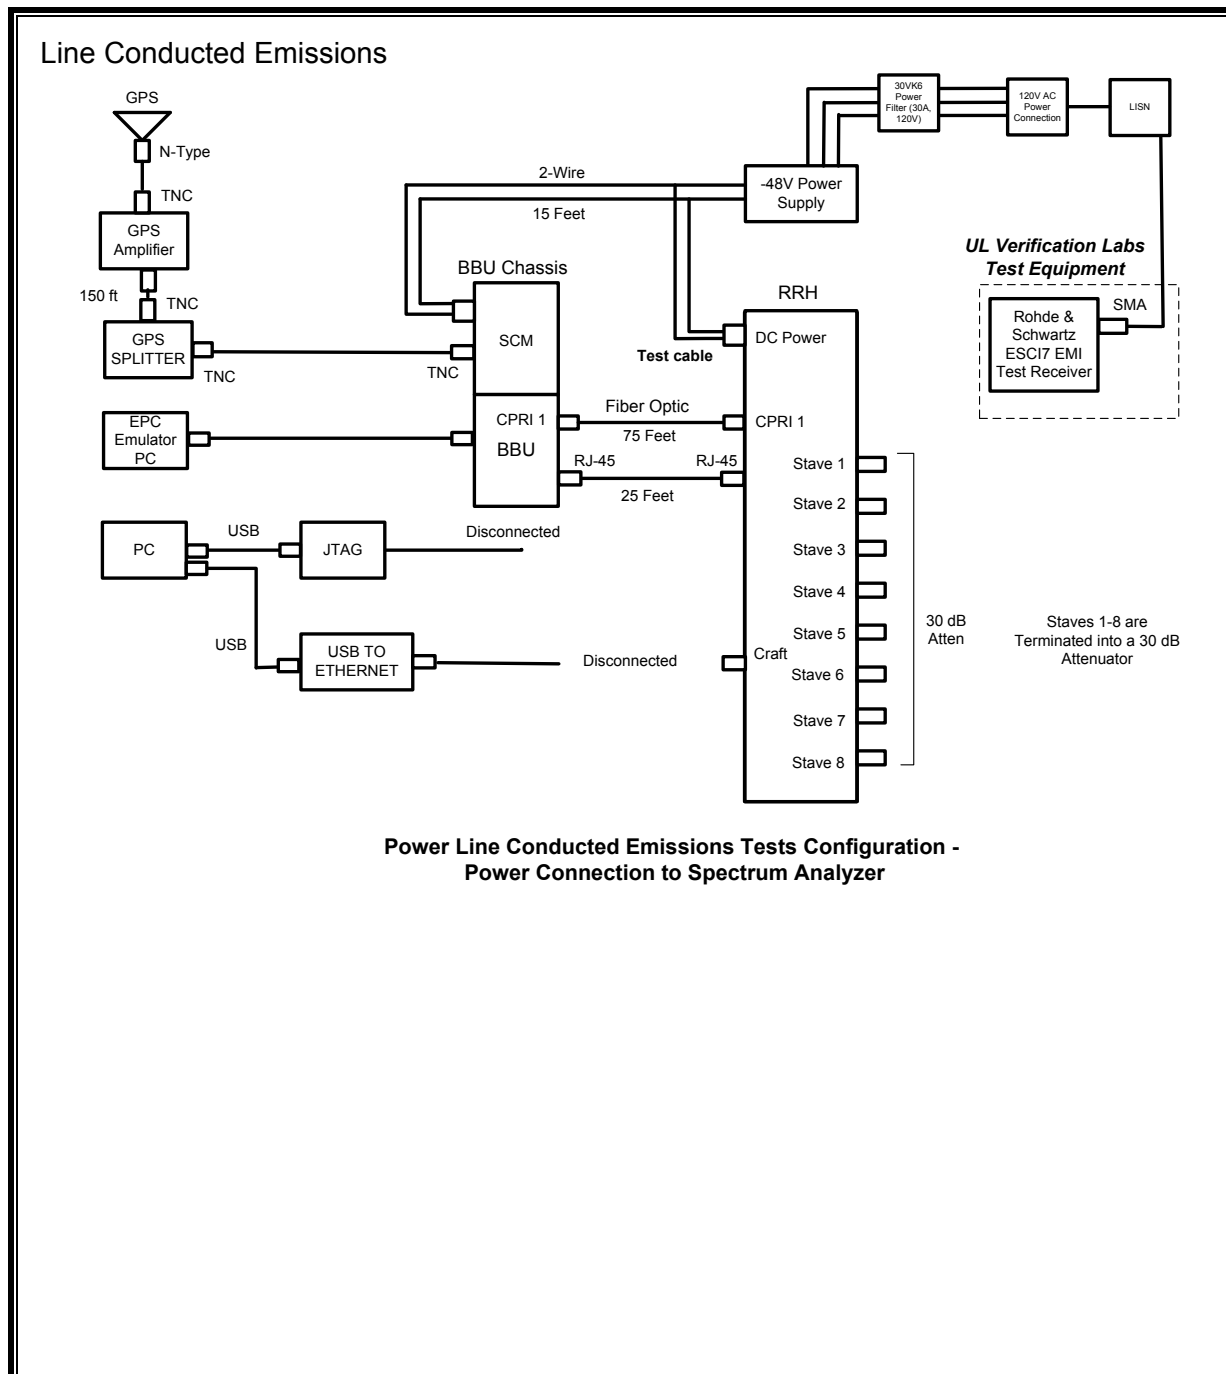 Line Conducted Emissions
GPS
N-Type
TNC
GPS
Amplifier
150 ft
TNC
GPS
SPLITTER
TNC
EPC
Emulator
PC
PC
USB
JTAG
Disconnected
USB
USB TO
ETHERNET
Disconnected
2-Wire
15 Feet
BBU Chassis
SCM
TNC
CPRI 1
BBU
Fiber Optic
75 Feet
RJ-45
RJ-45
25 Feet
Test cable
-48V Power
Supply
30VK6
Power
Filter (30A,
120V)
120V AC
Power
Connection
LISN
UL Verification Labs
Test Equipment
SMA
Rohde &
Schwartz
ESCI7 EMI
Test Receiver
RRH
DC Power
CPRI 1
Stave 1
Stave 2
Stave 3
Stave 4
Stave 5
Craft
Stave 6
Stave 7
Stave 8
30 dB
Atten
Staves 1-8 are
Terminated into a 30 dB
Attenuator
Power Line Conducted Emissions Tests Configuration -
Power Connection to Spectrum Analyzer